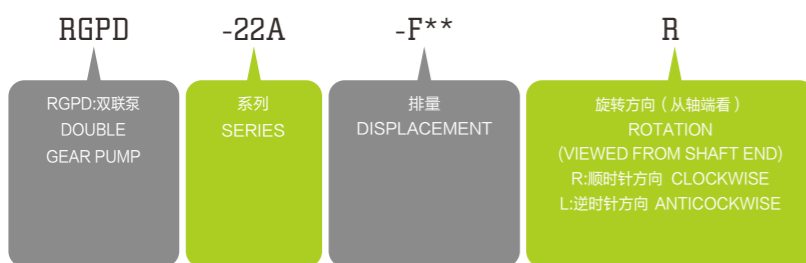 RGPD -22A -F** R
RGPD:双联泵
DOUBLE
GEAR PUMP
系列
SERIES
排量
DISPLACEMENT
旋转方向（从轴端看）
ROTATION
(VIEWED FROM SHAFT END)
R:顺时针方向 CLOCKWISE
L:逆时针方向 ANTICOCKWISE